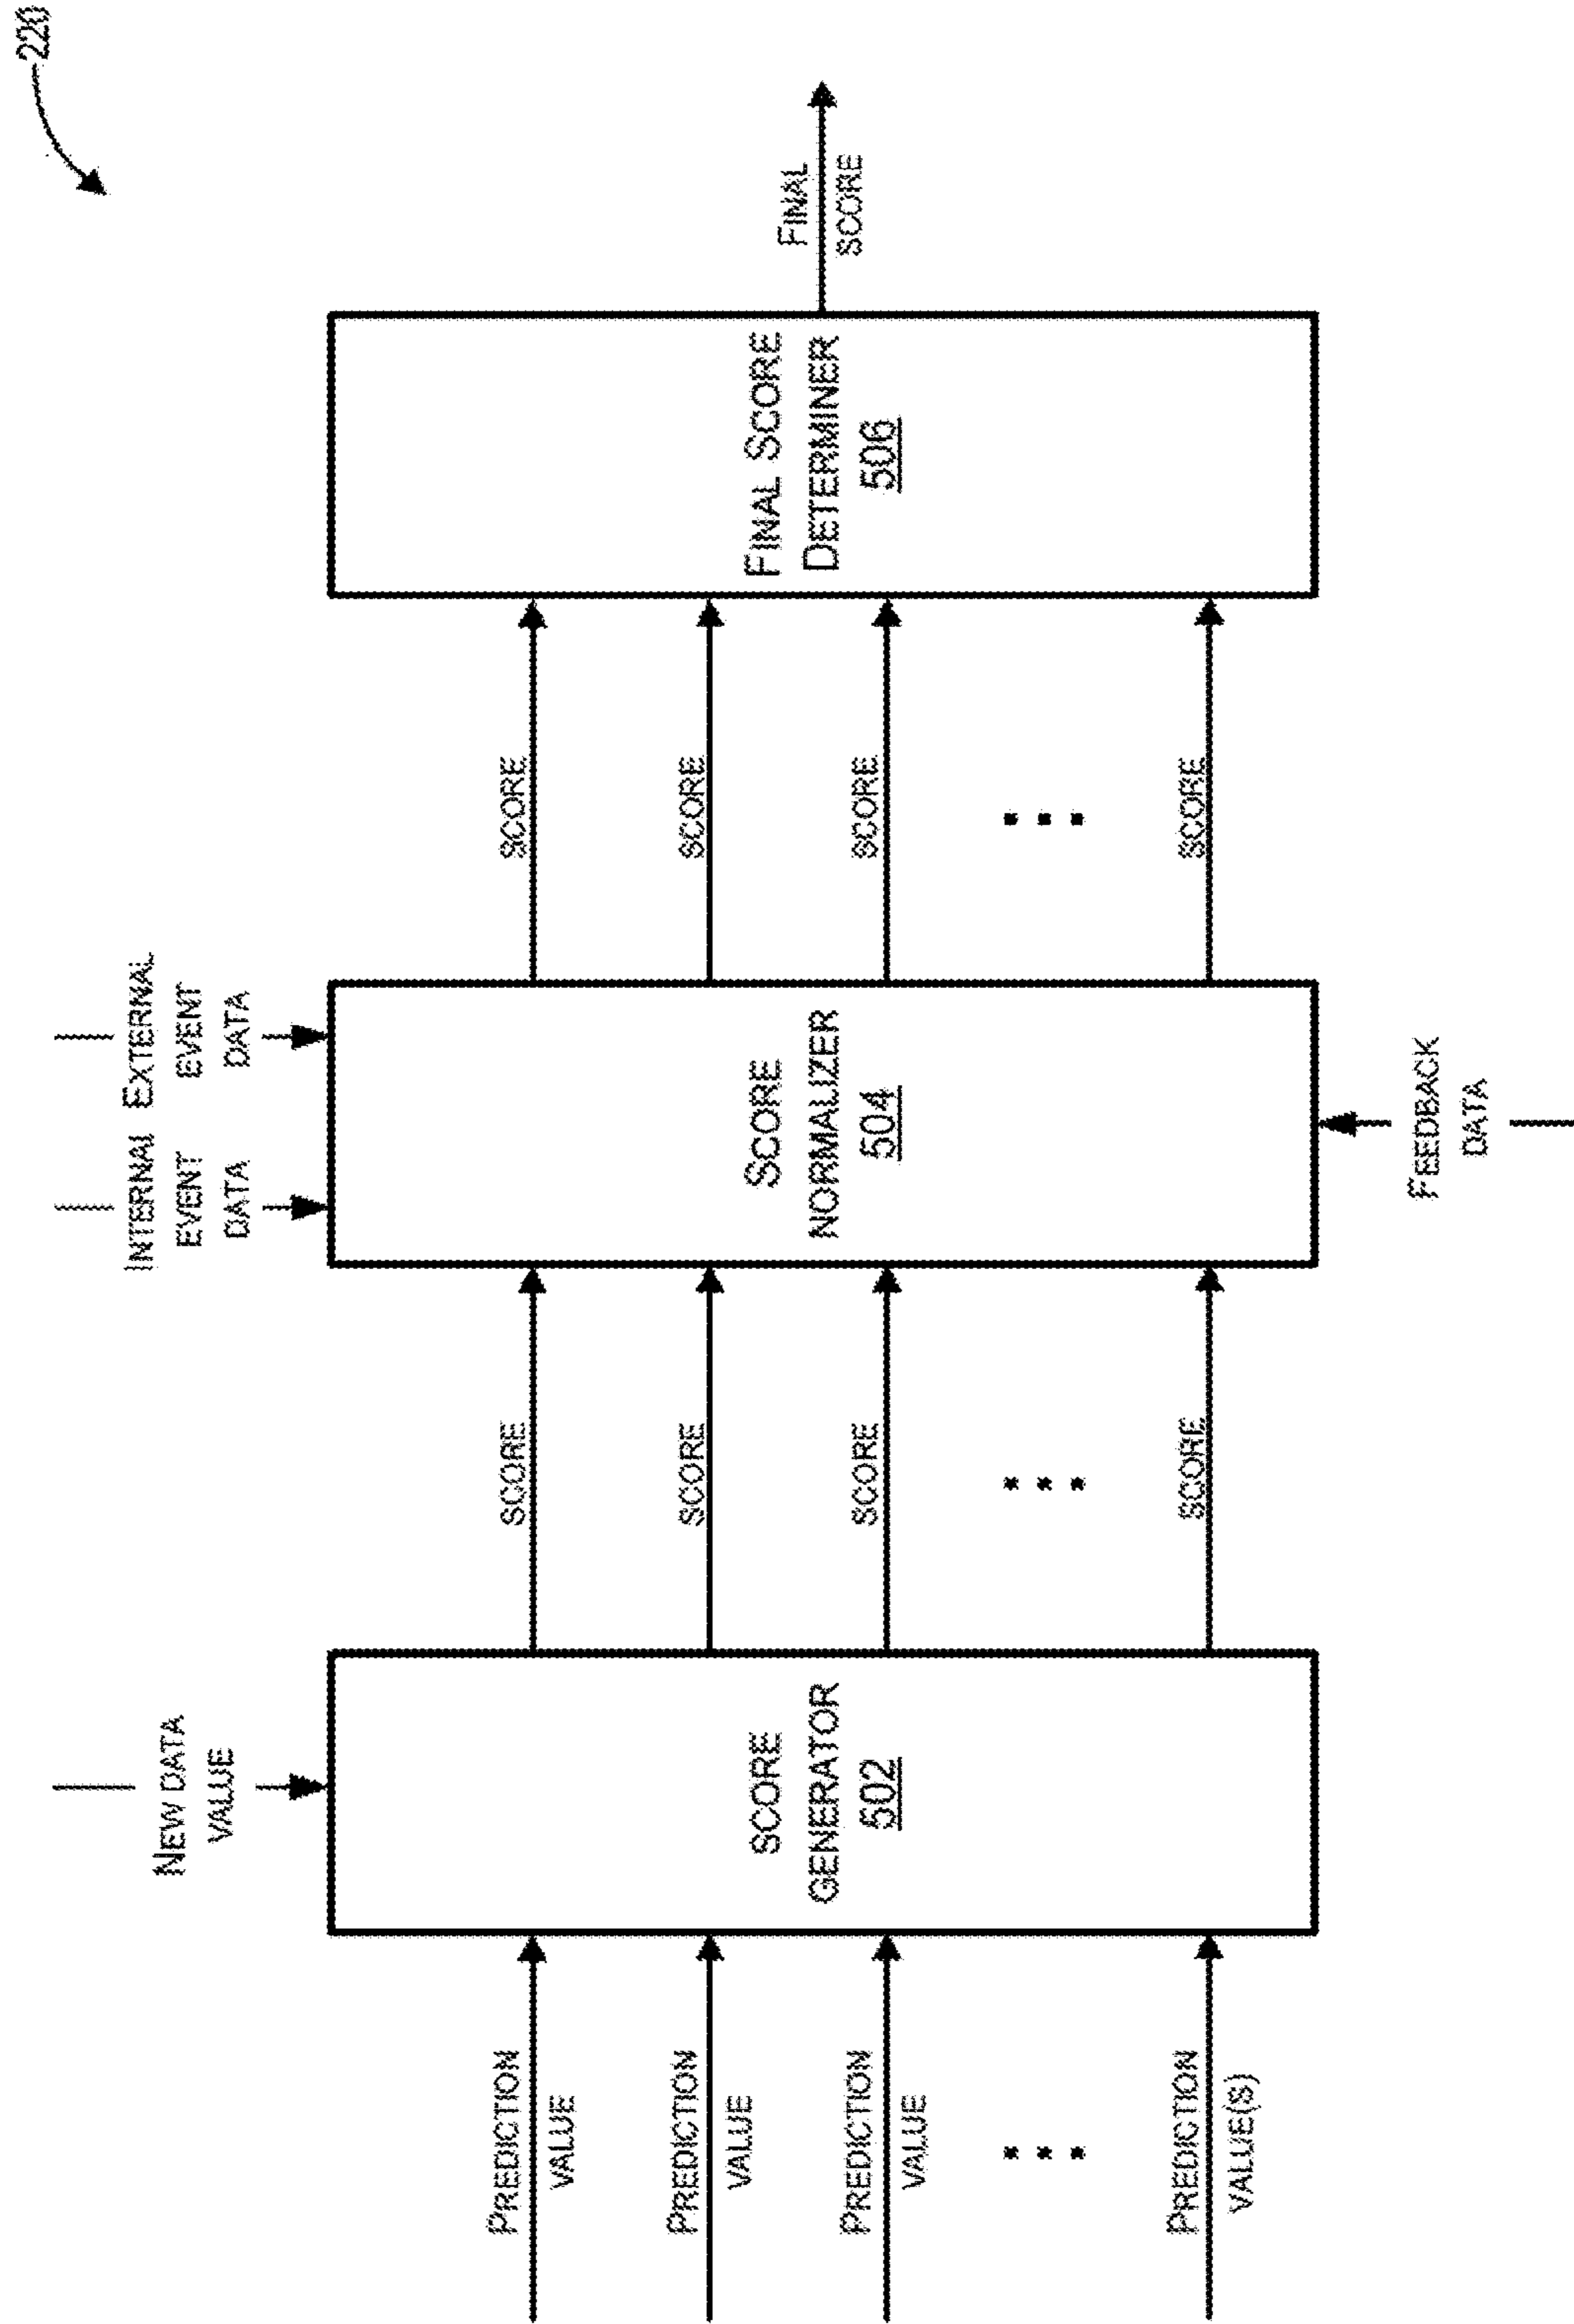 220
NEW DATA
VALUE
INTERNAL
EVENT
DATA
EXTERNAL
EVENT
DATA
PREDICTION
VALUE
PREDICTION
VALUE
PREDICTION
VALUE
• • •
PREDICTION
VALUE(S)
SCORE
GENERATOR
502
SCORE
SCORE
SCORE
• • •
SCORE
SCORE
NORMALIZER
504
SCORE
SCORE
SCORE
• • •
SCORE
FINAL SCORE
DETERMINER
506
FINAL
SCORE
FEEDBACK
DATA